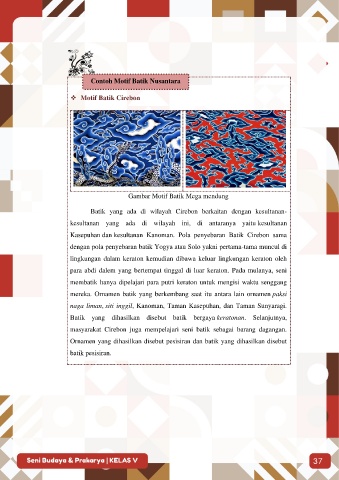 Contoh Motif Batik Nusantara
❖ Motif Batik Cirebon
Gambar Motif Batik Mega mendung
Batik yang ada di wilayah Cirebon berkaitan dengan kesultanan-
kesultanan yang ada di wilayah ini, di antaranya yaitu kesultanan
Kasepuhan dan kesultanan Kanoman. Pola penyebaran Batik Cirebon sama
dengan pola penyebaran batik Yogya atau Solo yakni pertama-tama muncul di
lingkungan dalam keraton kemudian dibawa keluar lingkungan keraton oleh
para abdi dalem yang bertempat tinggal di luar keraton. Pada mulanya, seni
membatik hanya dipelajari para putri keraton untuk mengisi waktu senggang
mereka. Ornamen batik yang berkembang saat itu antara lain ornamen paksi
naga liman, siti inggil, Kanoman, Taman Kasepuhan, dan Taman Sunyaragi.
Batik yang dihasilkan disebut batik bergaya keratonan. Selanjutnya,
masyarakat Cirebon juga mempelajari seni batik sebagai barang dagangan.
Ornamen yang dihasilkan disebut pesisiran dan batik yang dihasilkan disebut
batik pesisiran.
Seni Budaya & Prakarya | KELAS V 37